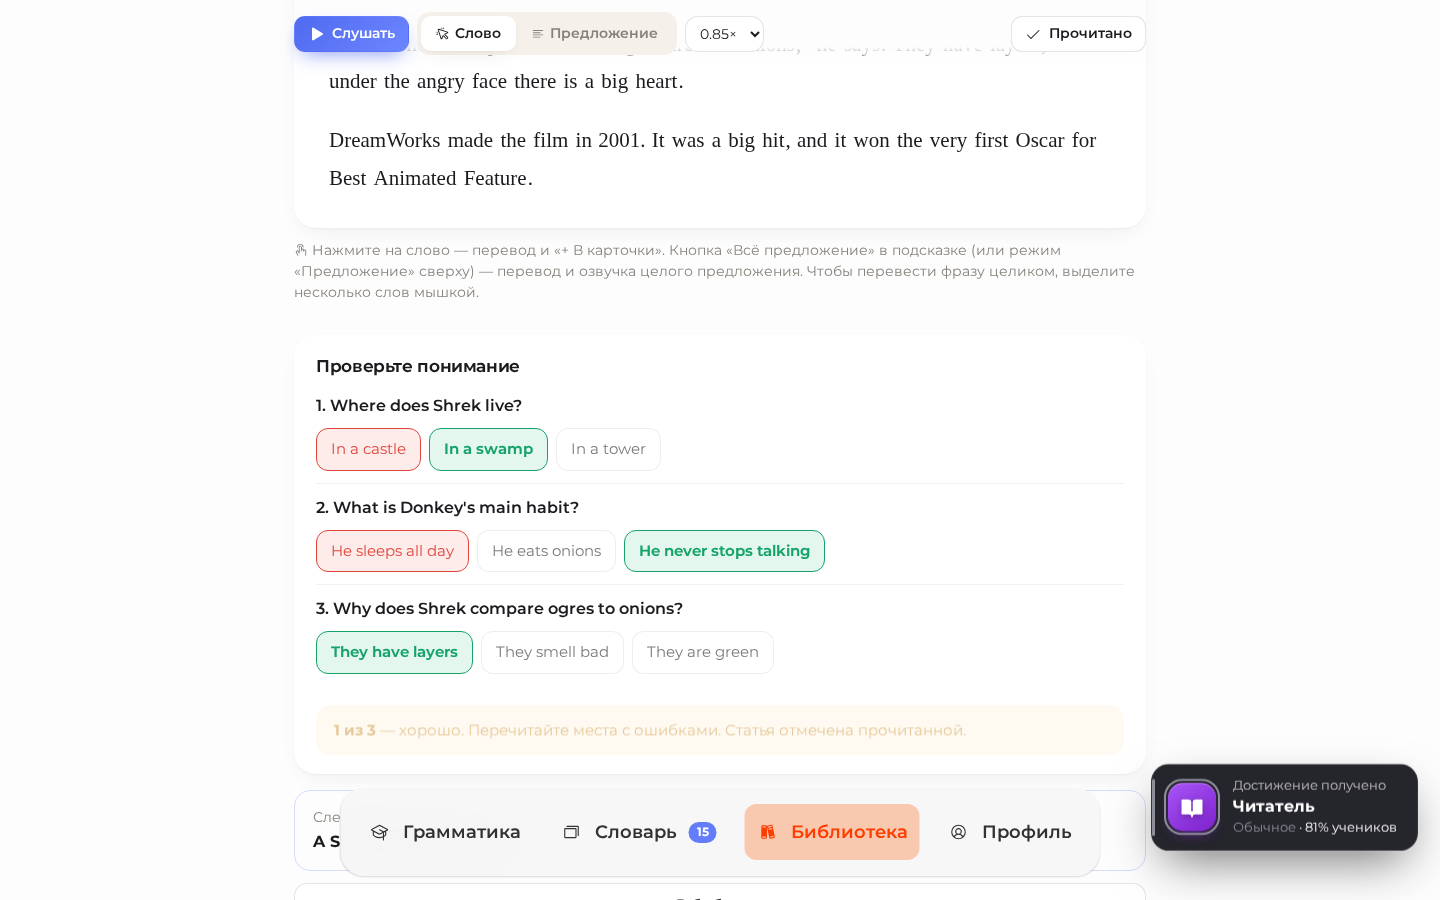 Слушать
Слово
Предложение
0.85×
Прочитано
under the angry face there is a big heart.
DreamWorks made the film in 2001. It was a big hit, and it won the very first Oscar for
Best Animated Feature.
Нажмите на слово — перевод и «+ В карточки». Кнопка «Всё предложение» в подсказке (или режим
«Предложение» сверху) — перевод и озвучка целого предложения. Чтобы перевести фразу целиком, выделите
несколько слов мышкой.
Проверьте понимание
1. Where does Shrek live?
In a castle
In a swamp
In a tower
2. What is Donkey's main habit?
He sleeps all day
He eats onions
He never stops talking
3. Why does Shrek compare ogres to onions?
They have layers
They smell bad
They are green
1 из 3 — хорошо. Перечитайте места с ошибками. Статья отмечена прочитанной.
Достижение получено
Читатель
Обычное · 81% учеников
Грамматика
Словарь
15
Библиотека
Профиль